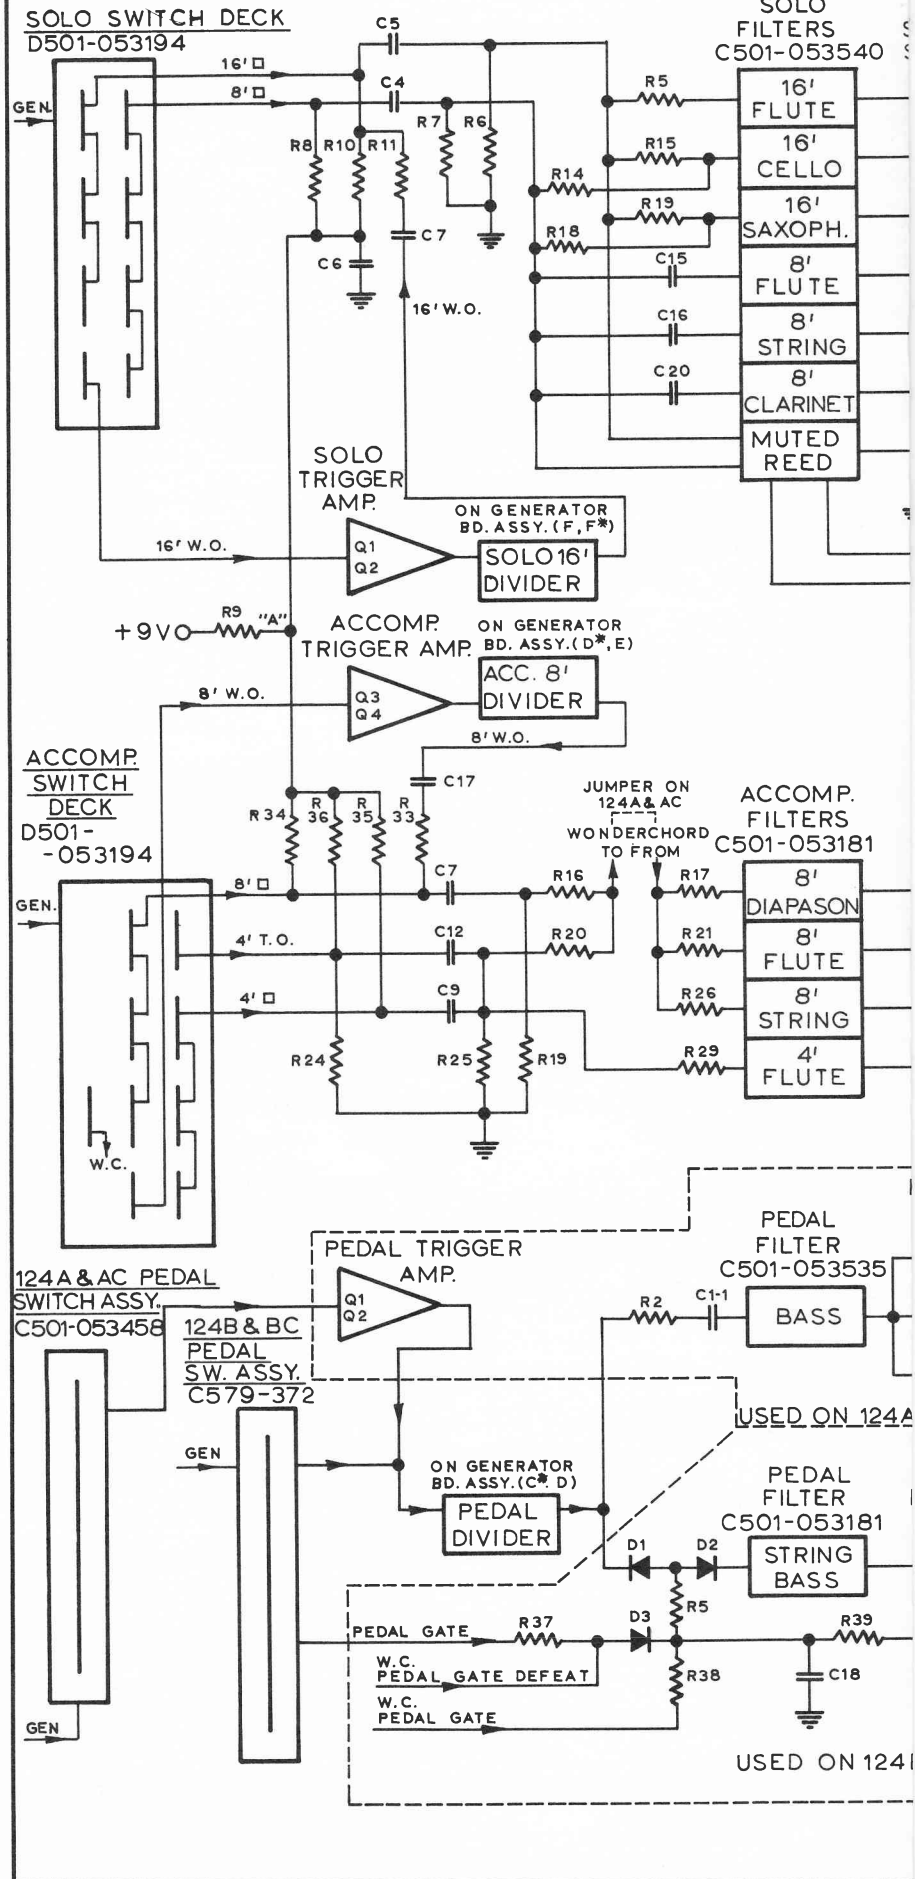 SOLO SWITCH DECK
D501-053194
SOLO
FILTERS
C501-053540
C5
16' □
8' □
C4
GEN.
R8
R10
R11
R7
R6
R5
16'
FLUTE
R15
16'
CELLO
R14
R19
16'
SAXOPH.
R18
C7
C6
C15
8'
FLUTE
16' W.O.
C16
8'
STRING
C20
8'
CLARINET
MUTED
REED
SOLO
TRIGGER
AMP.
ON GENERATOR
BD. ASSY. (F, F*)
16' W.O.
Q1
Q2
SOLO 16'
DIVIDER
+9V
R9
"A"
ACCOMP.
TRIGGER AMP.
ON GENERATOR
BD. ASSY. (D*, E)
8' W.O.
Q3
Q4
ACC. 8'
DIVIDER
8' W.O.
ACCOMP.
SWITCH
DECK
D501-
-053194
C17
R34
R
36
R
35
R
33
JUMPER ON
124A & AC
WONDERCHORD
TO FROM
ACCOMP.
FILTERS
C501-053181
8' □
C7
R16
R17
8'
DIAPASON
GEN.
4' T.O.
C12
R20
R21
8'
FLUTE
4' □
C9
R26
8'
STRING
R24
R25
R19
R29
4'
FLUTE
W.C.
PEDAL TRIGGER
AMP.
Q1
Q2
PEDAL
FILTER
C501-053535
R2
C1-1
BASS
124A & AC PEDAL
SWITCH ASSY.
C501-053458
124B & BC
PEDAL
SW. ASSY.
C579-372
USED ON 124A
GEN
ON GENERATOR
BD. ASSY. (C* D)
PEDAL
DIVIDER
PEDAL
FILTER
C501-053181
D1
D2
STRING
BASS
R5
PEDAL GATE
R37
D3
R39
W.C.
PEDAL GATE DEFEAT
R38
C18
W.C.
PEDAL GATE
GEN
USED ON 124